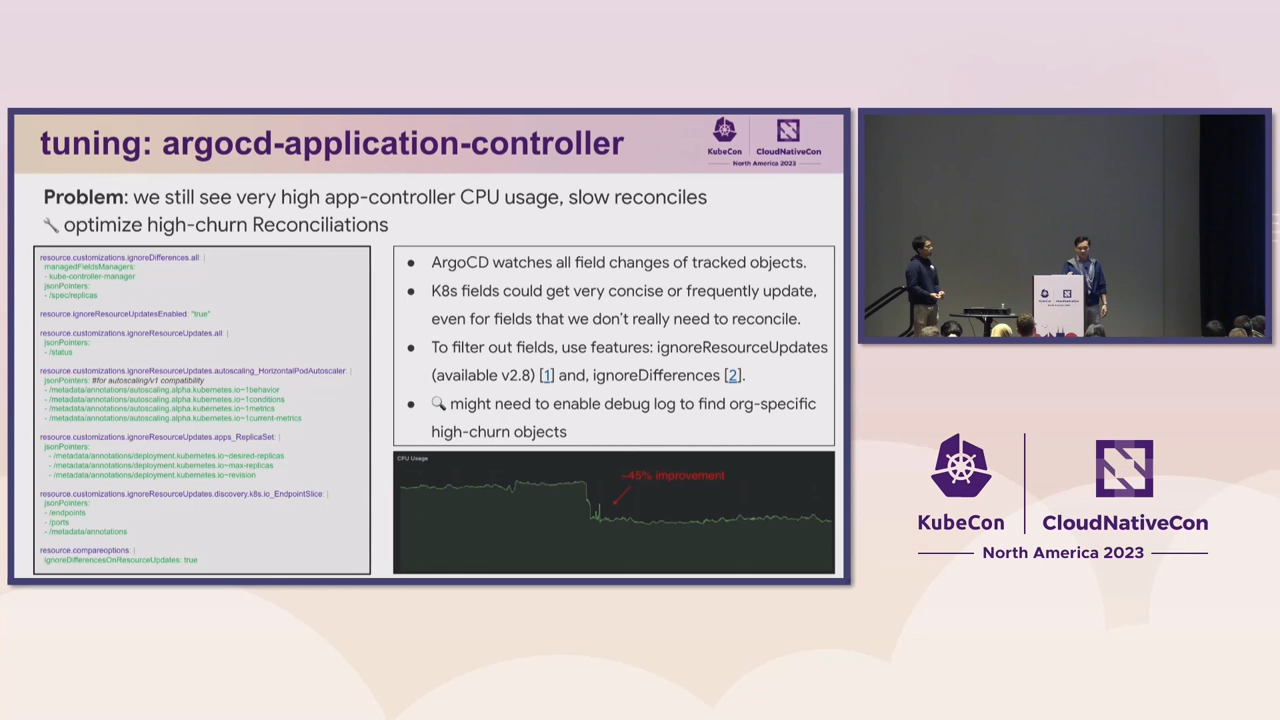 tuning: argocd-application-controller
KubeCon
CloudNativeCon
North America 2023
Problem: we still see very high app-controller CPU usage, slow reconciles
optimize high-churn Reconciliations
resource.customizations.ignoreDifferences.all: |
managedFieldsManagers:
- kube-controller-manager
jsonPointers:
- /spec/replicas
resource.ignoreResourceUpdatesEnabled: "true"
resource.customizations.ignoreResourceUpdates.all: |
jsonPointers:
- /status
resource.customizations.ignoreResourceUpdates.autoscaling_HorizontalPodAutoscaler: |
jsonPointers: #for autoscaling/v1 compatibility
- /metadata/annotations/autoscaling.alpha.kubernetes.io~1behavior
- /metadata/annotations/autoscaling.alpha.kubernetes.io~1conditions
- /metadata/annotations/autoscaling.alpha.kubernetes.io~1metrics
- /metadata/annotations/autoscaling.alpha.kubernetes.io~1current-metrics
resource.customizations.ignoreResourceUpdates.apps_ReplicaSet: |
jsonPointers:
- /metadata/annotations/deployment.kubernetes.io~desired-replicas
- /metadata/annotations/deployment.kubernetes.io~max-replicas
- /metadata/annotations/deployment.kubernetes.io~revision
resource.customizations.ignoreResourceUpdates.discovery.k8s.io_EndpointSlice: |
jsonPointers:
- /endpoints
- /ports
- /metadata/annotations
resource.compareoptions: |
ignoreDifferencesOnResourceUpdates: true
● ArgoCD watches all field changes of tracked objects.
● K8s fields could get very concise or frequently update,
even for fields that we don't really need to reconcile.
● To filter out fields, use features: ignoreResourceUpdates
(available v2.8) [1] and, ignoreDifferences [2].
● might need to enable debug log to find org-specific
high-churn objects
CPU Usage
~45% improvement
KubeCon
CloudNativeCon
North America 2023